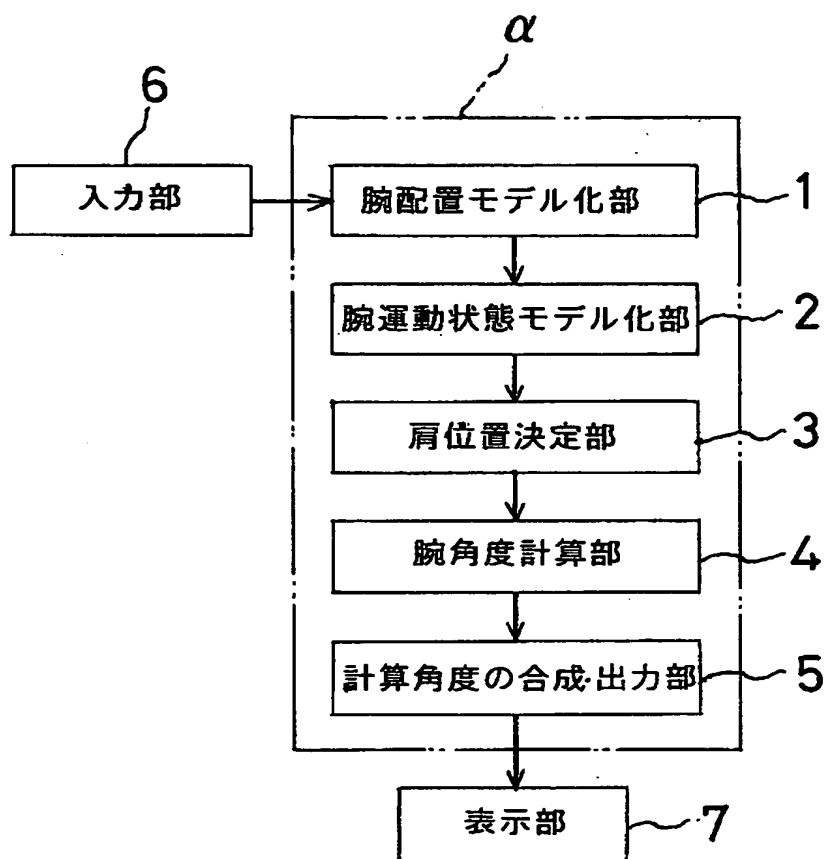 α
6
入力部
腕配置モデル化部
1
腕運動状態モデル化部
2
肩位置決定部
3
腕角度計算部
4
計算角度の合成・出力部
5
表示部
7